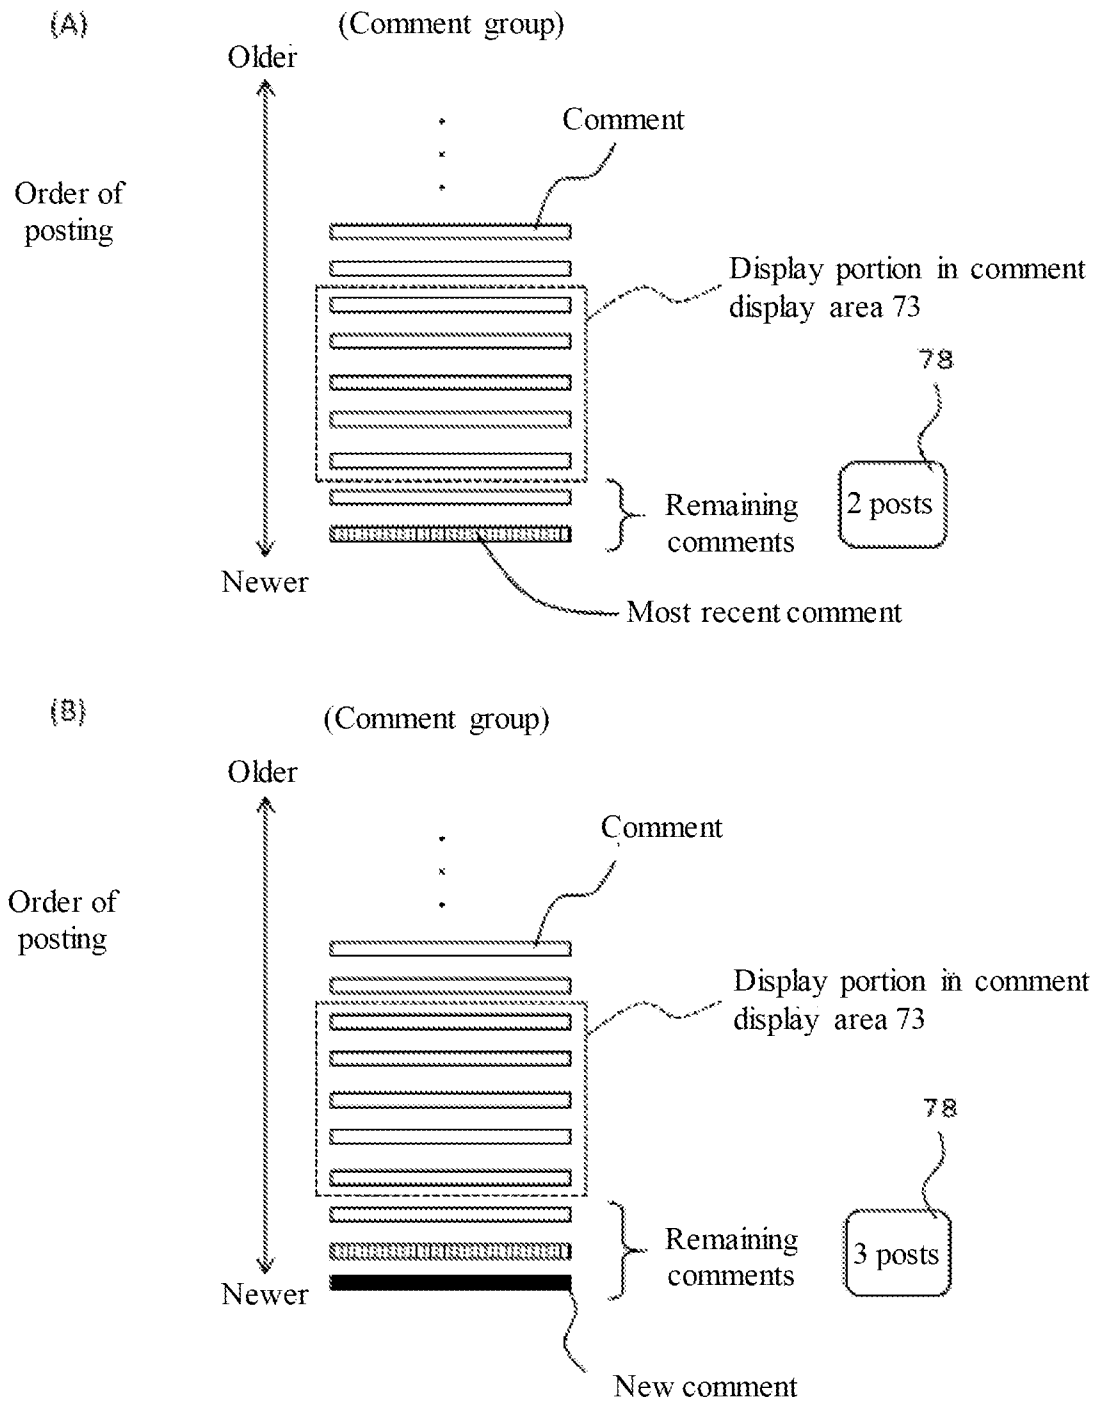 (A)
(Comment group)
Older
Comment
Order of
posting
Display portion in comment
display area 73
78
2 posts
Remaining
comments
Newer
Most recent comment
(B)
(Comment group)
Older
Comment
Order of
posting
Display portion in comment
display area 73
78
3 posts
Remaining
comments
Newer
New comment